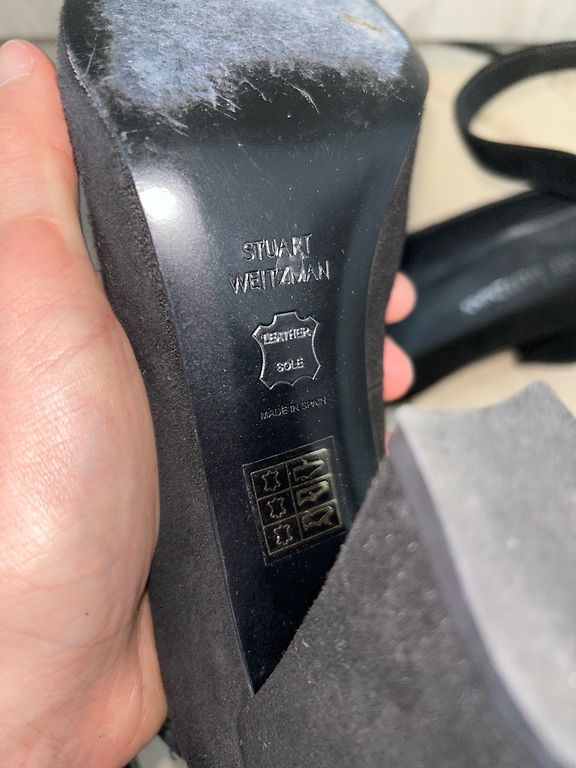 STUART
WEITZMAN
LEATHER
SOLE
MADE IN SPAIN